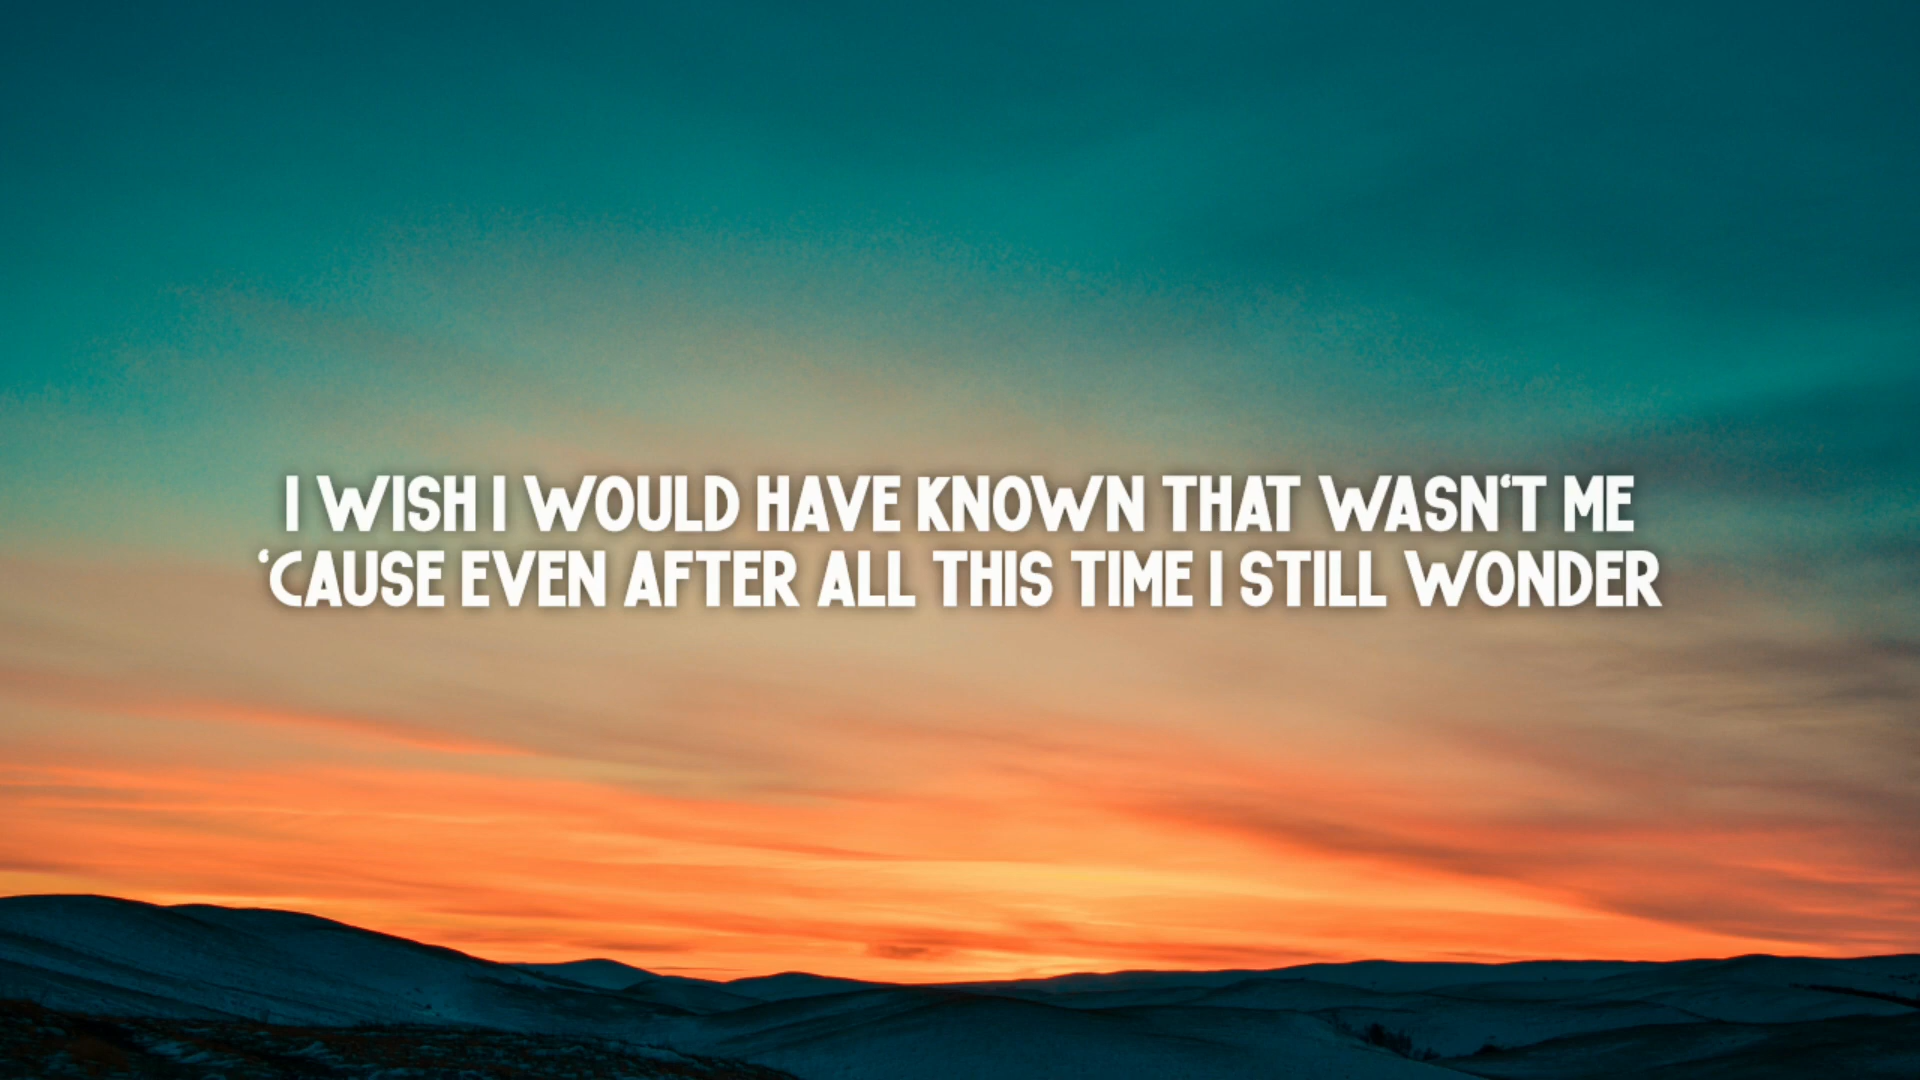 I WISH I WOULD HAVE KNOWN THAT WASN‘T ME
‘CAUSE EVEN AFTER ALL THIS TIME I STILL WONDER